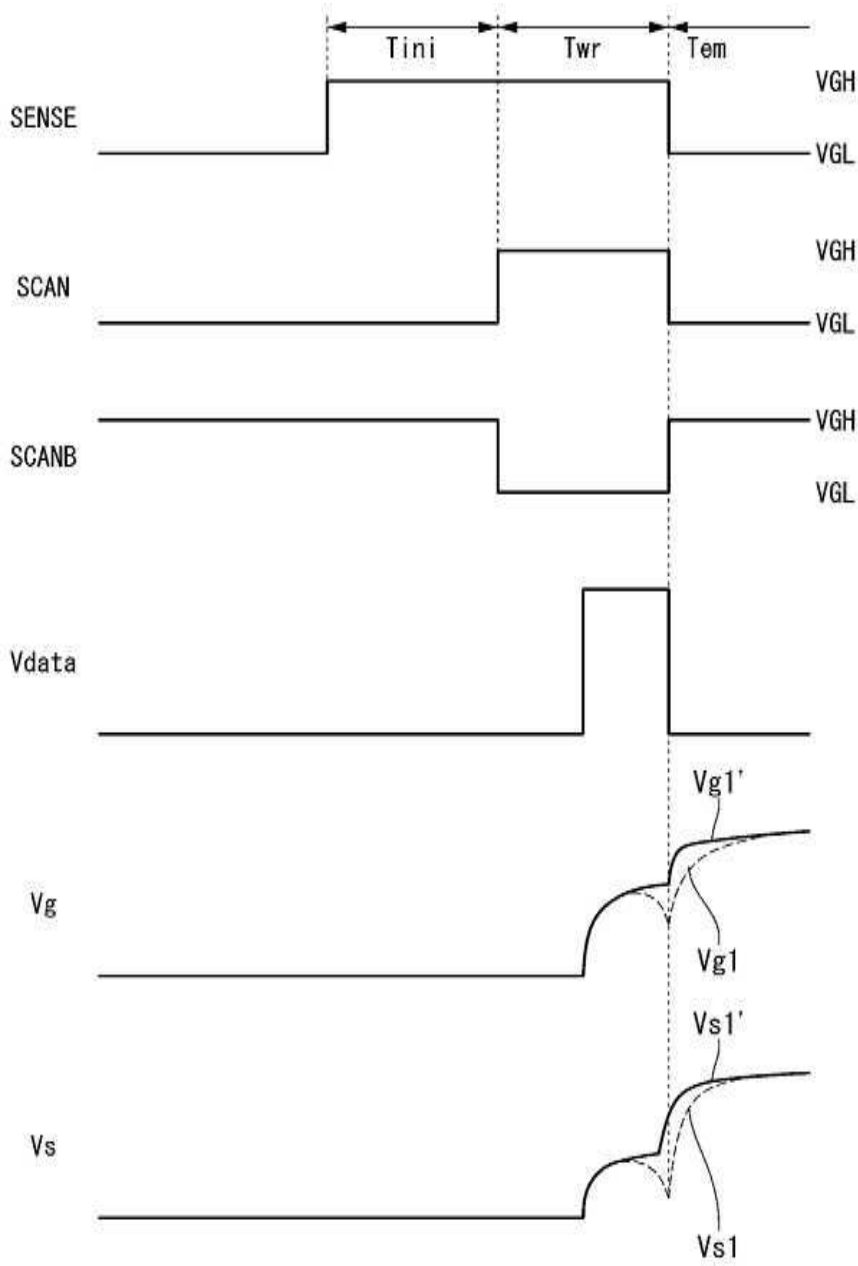 Tini Twr Tem
VGH
SENSE
VGL
VGH
SCAN
VGL
VGH
SCANB
VGL
Vdata
Vg1'
Vg
Vg1
Vs1'
Vs
Vs1